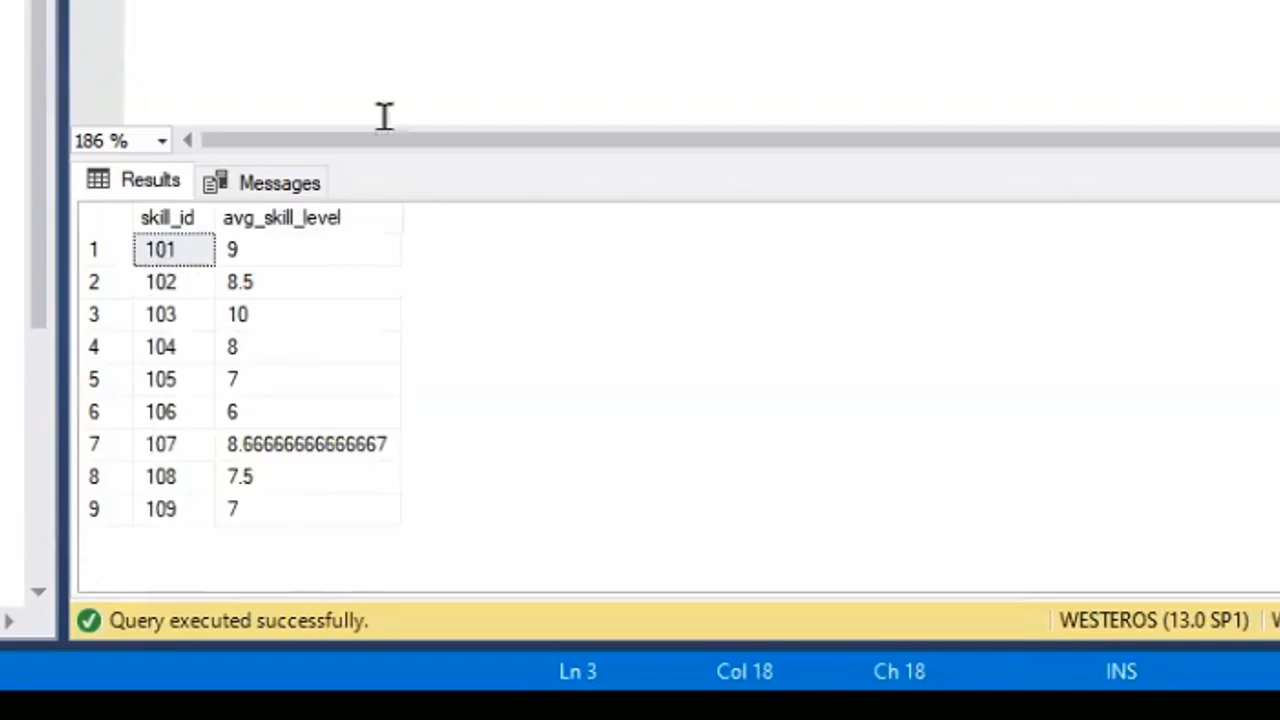 186 %
Results Messages
skill_id avg_skill_level
1 101 9
2 102 8.5
3 103 10
4 104 8
5 105 7
6 106 6
7 107 8.66666666666667
8 108 7.5
9 109 7
Query executed successfully. WESTEROS (13.0 SP1)
Ln 3 Col 18 Ch 18 INS